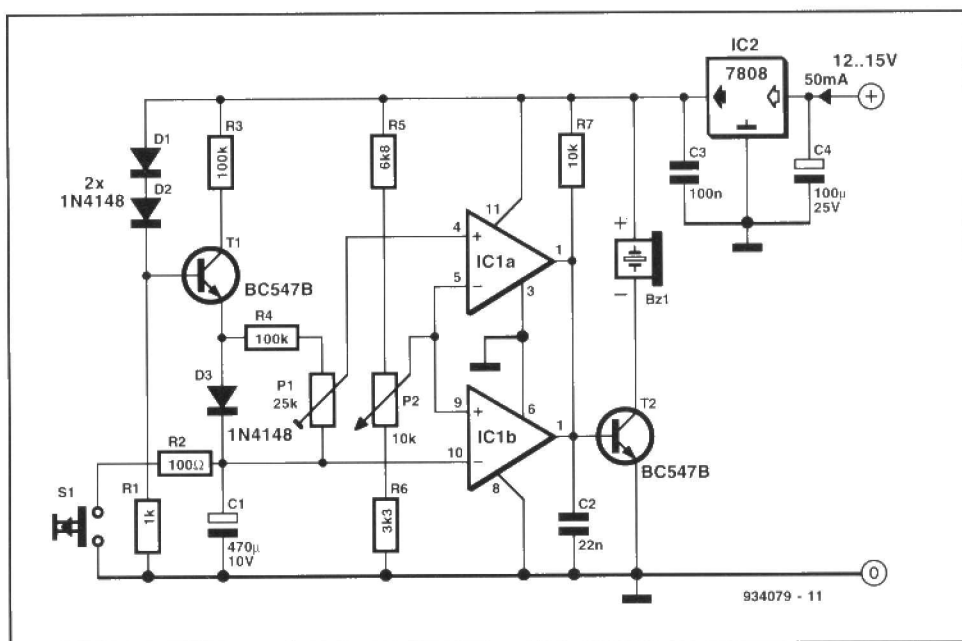 IC2
7808
12..15V
50mA
+
D1
D2
2x
1N4148
R3
100k
R5
6k8
R7
10k
C3
100n
C4
100µ
25V
T1
BC547B
11
4
+
5
−
IC1a
1
3
+
−
Bz1
R4
100k
P1
25k
P2
10k
D3
1N4148
9
+
10
−
IC1b
6
1
8
T2
BC547B
R2
100Ω
S1
R1
1k
C1
470µ
10V
R6
3k3
C2
22n
0
934079 - 11